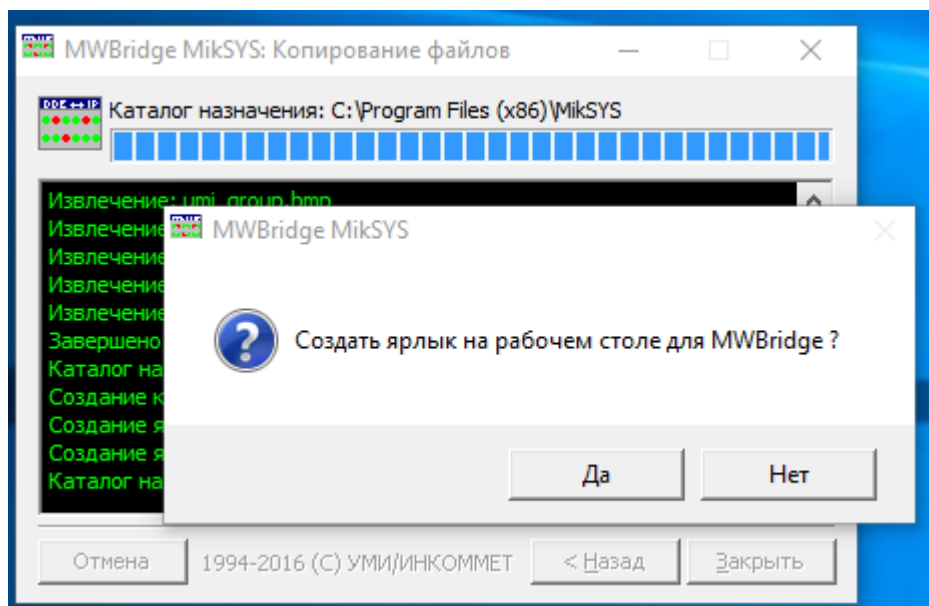 MWBridge MikSYS: Копирование файлов
DDE ↔ IP
Каталог назначения: C:\Program Files (x86)\MikSYS
Извлечение: umi_group.bmp
Извлечение
Извлечение
Извлечение
Извлечение
Завершено
Каталог на
Создание к
Создание я
Создание я
Каталог на
MWBridge MikSYS
Создать ярлык на рабочем столе для MWBridge ?
Да
Нет
Отмена
1994-2016 (C) УМИ/ИНКОММЕТ
< Назад
Закрыть